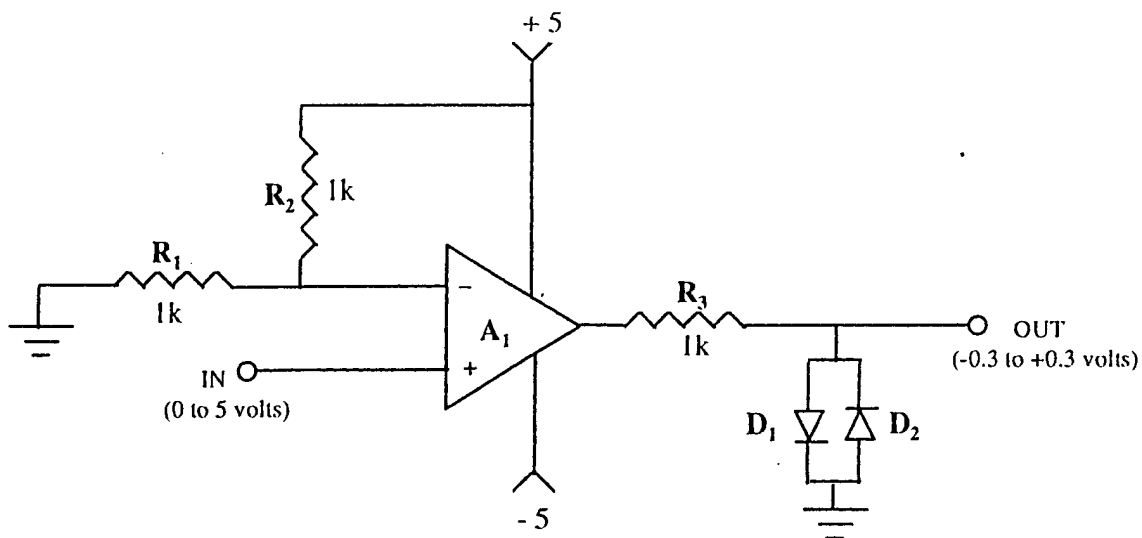 + 5
R₂ 1k
R₁
1k
−
A₁
+
R₃
1k
IN
(0 to 5 volts)
OUT
(-0.3 to +0.3 volts)
D₁ D₂
- 5